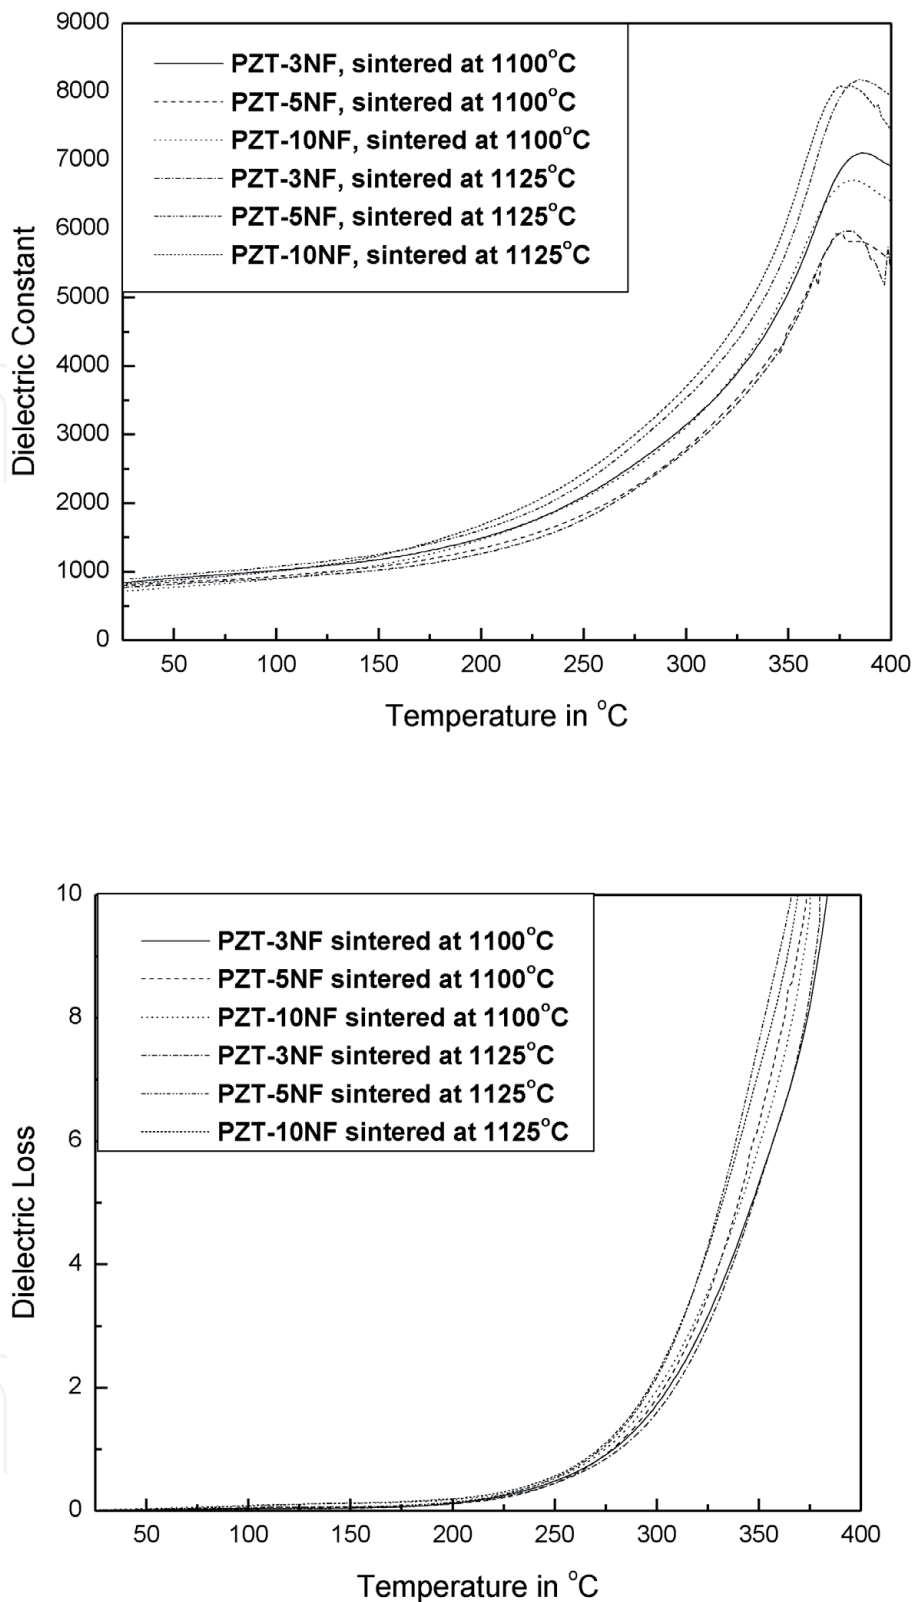 9000
8000
7000
6000
5000
4000
3000
2000
1000
0
Dielectric Constant
PZT-3NF, sintered at 1100°C
PZT-5NF, sintered at 1100°C
PZT-10NF, sintered at 1100°C
PZT-3NF, sintered at 1125°C
PZT-5NF, sintered at 1125°C
PZT-10NF, sintered at 1125°C
50 100 150 200 250 300 350 400
Temperature in °C
10
8
6
4
2
0
Dielectric Loss
PZT-3NF sintered at 1100°C
PZT-5NF sintered at 1100°C
PZT-10NF sintered at 1100°C
PZT-3NF sintered at 1125°C
PZT-5NF sintered at 1125°C
PZT-10NF sintered at 1125°C
50 100 150 200 250 300 350 400
Temperature in °C